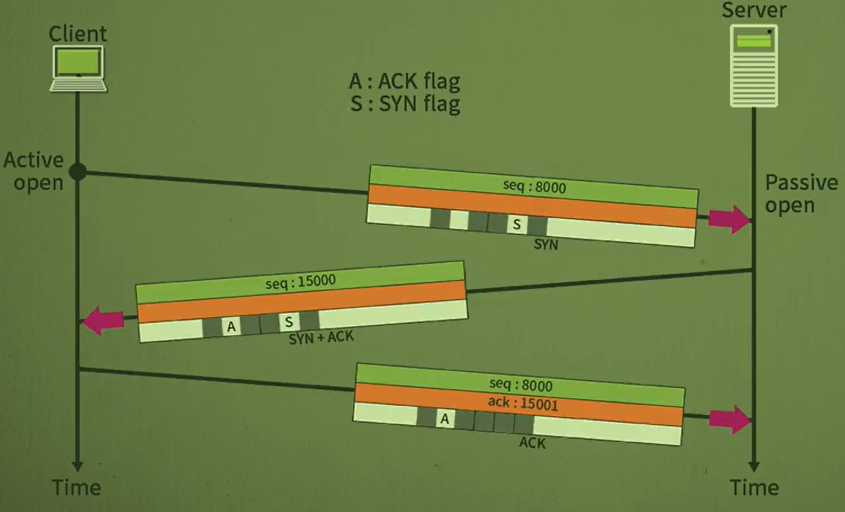 Client
Server
A : ACK flag
S : SYN flag
Active
open
Passive
open
seq : 8000
S
SYN
seq : 15000
A
S
SYN + ACK
seq : 8000
ack : 15001
A
ACK
Time
Time